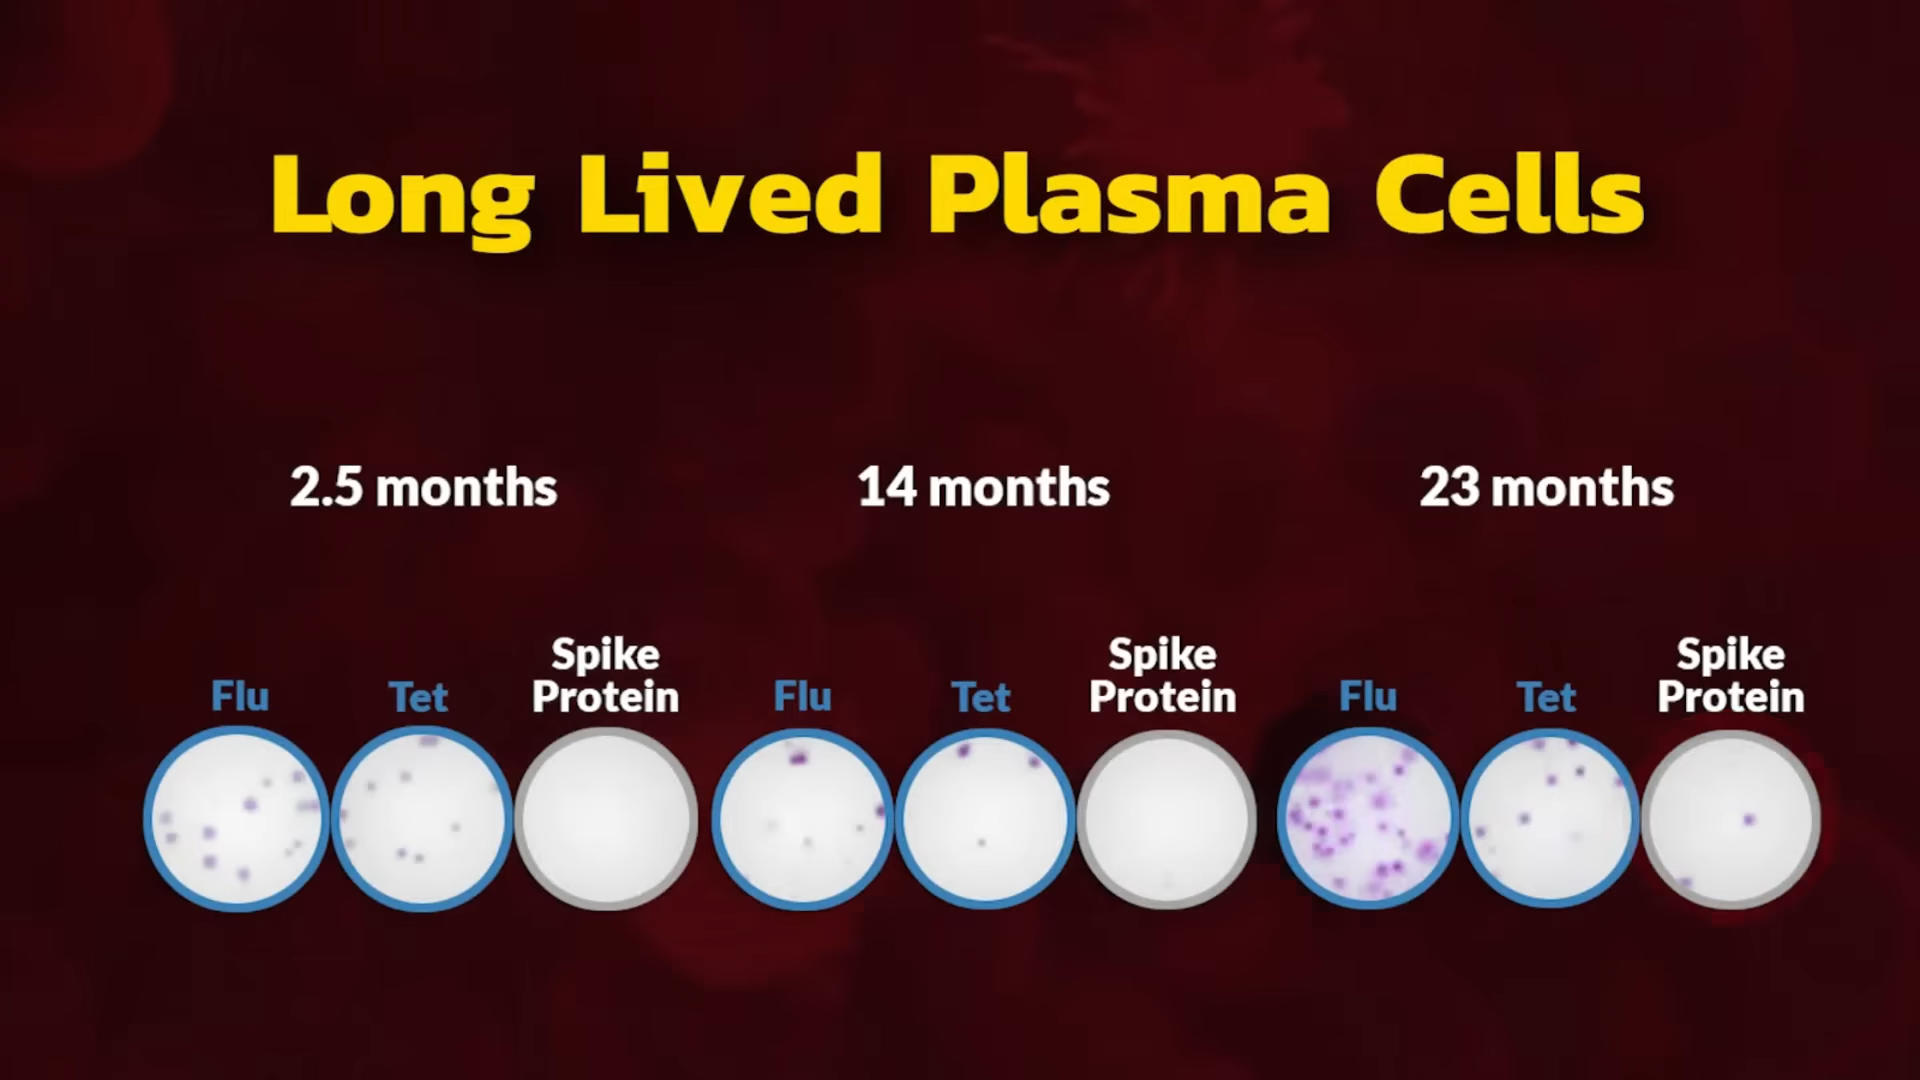 Long Lived Plasma Cells
2.5 months
14 months
23 months
Flu
Tet
Spike
Protein
Flu
Tet
Spike
Protein
Flu
Tet
Spike
Protein